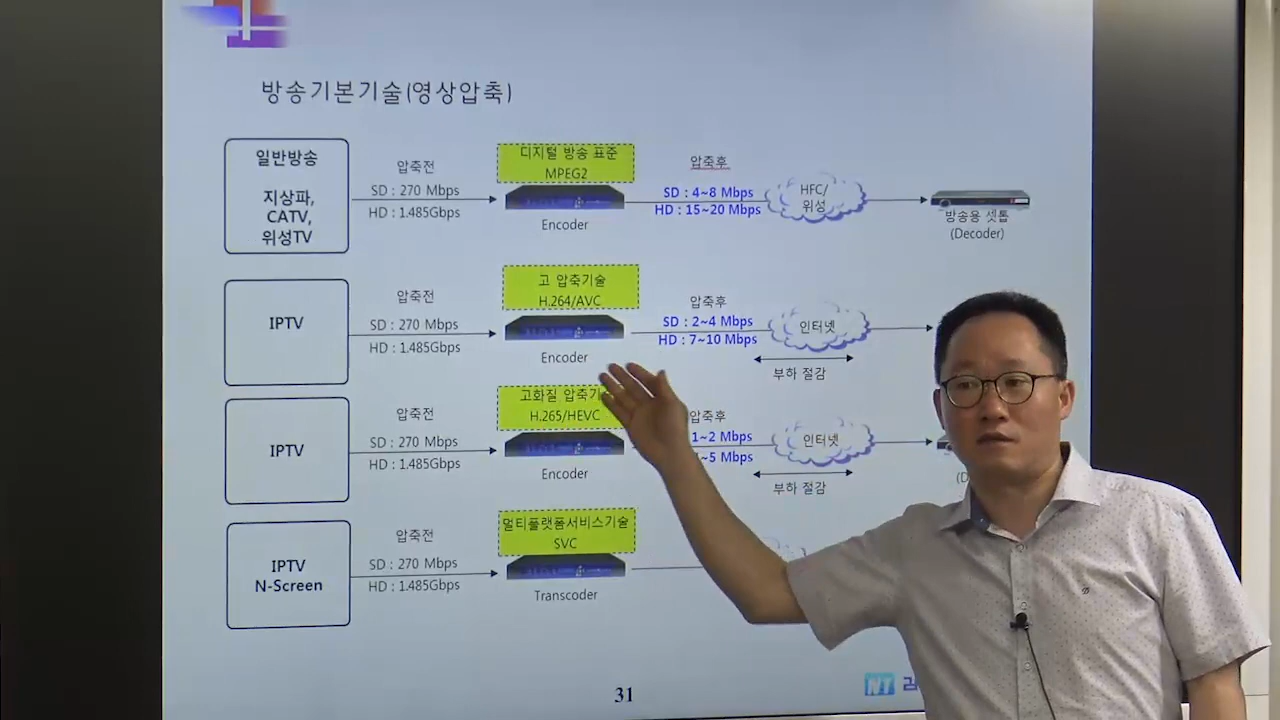 방송기본기술(영상압축)
일반방송
지상파,
CATV,
위성TV
압축전
SD : 270 Mbps
HD : 1.485Gbps
디지털 방송 표준
MPEG2
Encoder
압축후
SD : 4~8 Mbps
HD : 15~20 Mbps
HFC/
위성
방송용 셋톱
(Decoder)
IPTV
압축전
SD : 270 Mbps
HD : 1.485Gbps
고 압축기술
H.264/AVC
Encoder
압축후
SD : 2~4 Mbps
HD : 7~10 Mbps
인터넷
부하 절감
IPTV
압축전
SD : 270 Mbps
HD : 1.485Gbps
고화질
H.265/HEVC
Encoder
압축후
1~2 Mbps
~5 Mbps
인터넷
부하 절감
IPTV
N-Screen
압축전
SD : 270 Mbps
HD : 1.485Gbps
멀티플랫폼서비스기술
SVC
Transcoder
31
NT